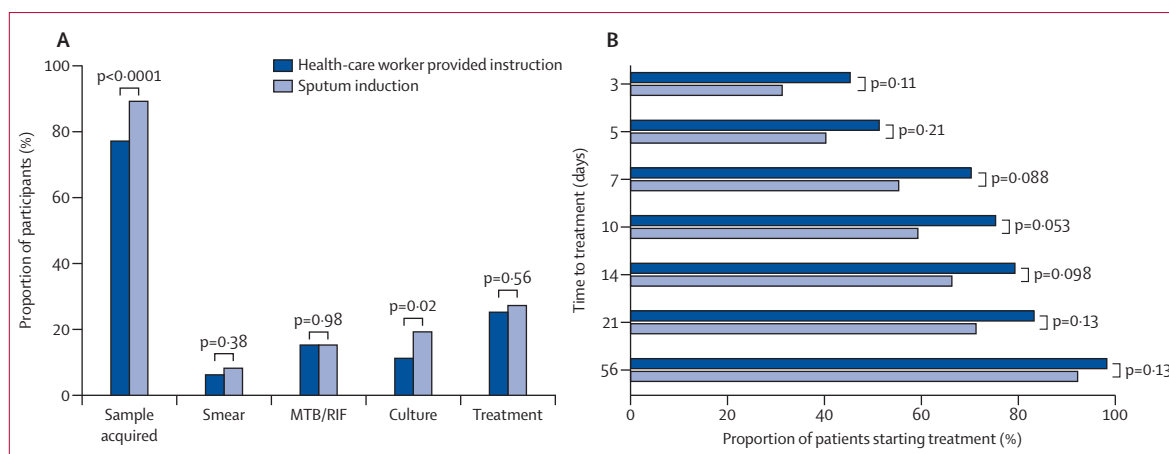 A
p<0·0001
Health-care worker provided instruction
Sputum induction
100
80
60
40
20
0
Proportion of participants (%)
p=0·38
p=0·98
p=0·02
p=0·56
Sample
acquired
Smear
MTB/RIF
Culture
Treatment
B
Time to treatment (days)
3
p=0·11
5
p=0·21
7
p=0·088
10
p=0·053
14
p=0·098
21
p=0·13
56
p=0·13
0
20
40
60
80
100
Proportion of patients starting treatment (%)